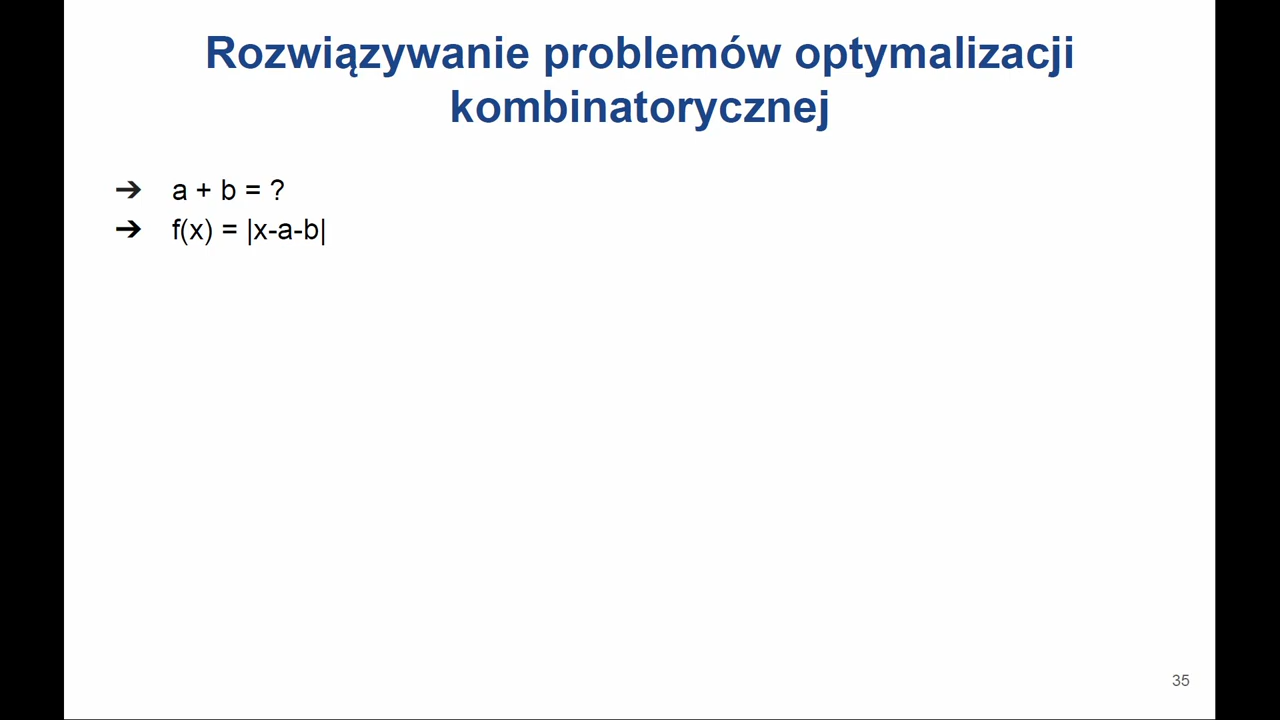 Rozwiązywanie problemów optymalizacji
kombinatorycznej
➔ a + b = ?
➔ f(x) = |x-a-b|
35